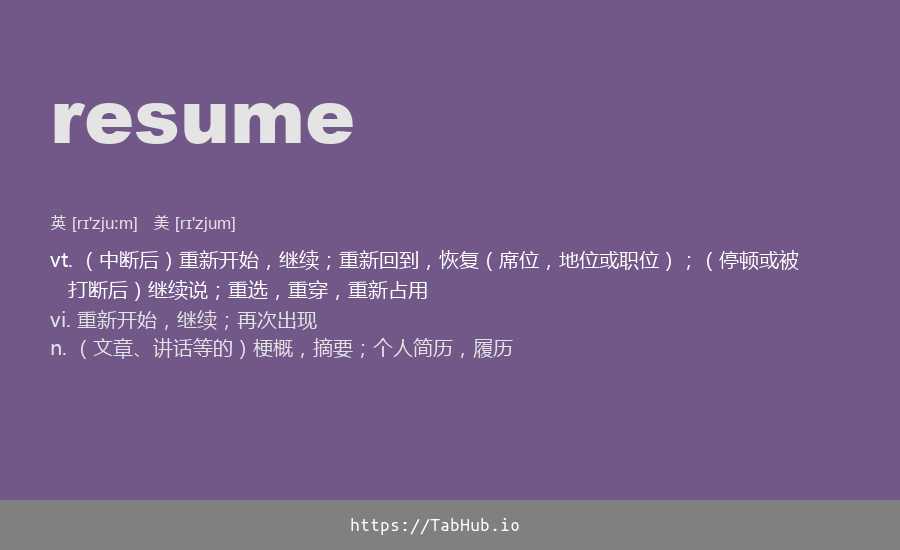 resume
英 [rɪ'zjuːm] 美 [rɪ'zjum]
vt. （中断后）重新开始，继续；重新回到，恢复（席位，地位或职位）；（停顿或被
打断后）继续说；重选，重穿，重新占用
vi. 重新开始，继续；再次出现
n. （文章、讲话等的）梗概，摘要；个人简历，履历
https://TabHub.io